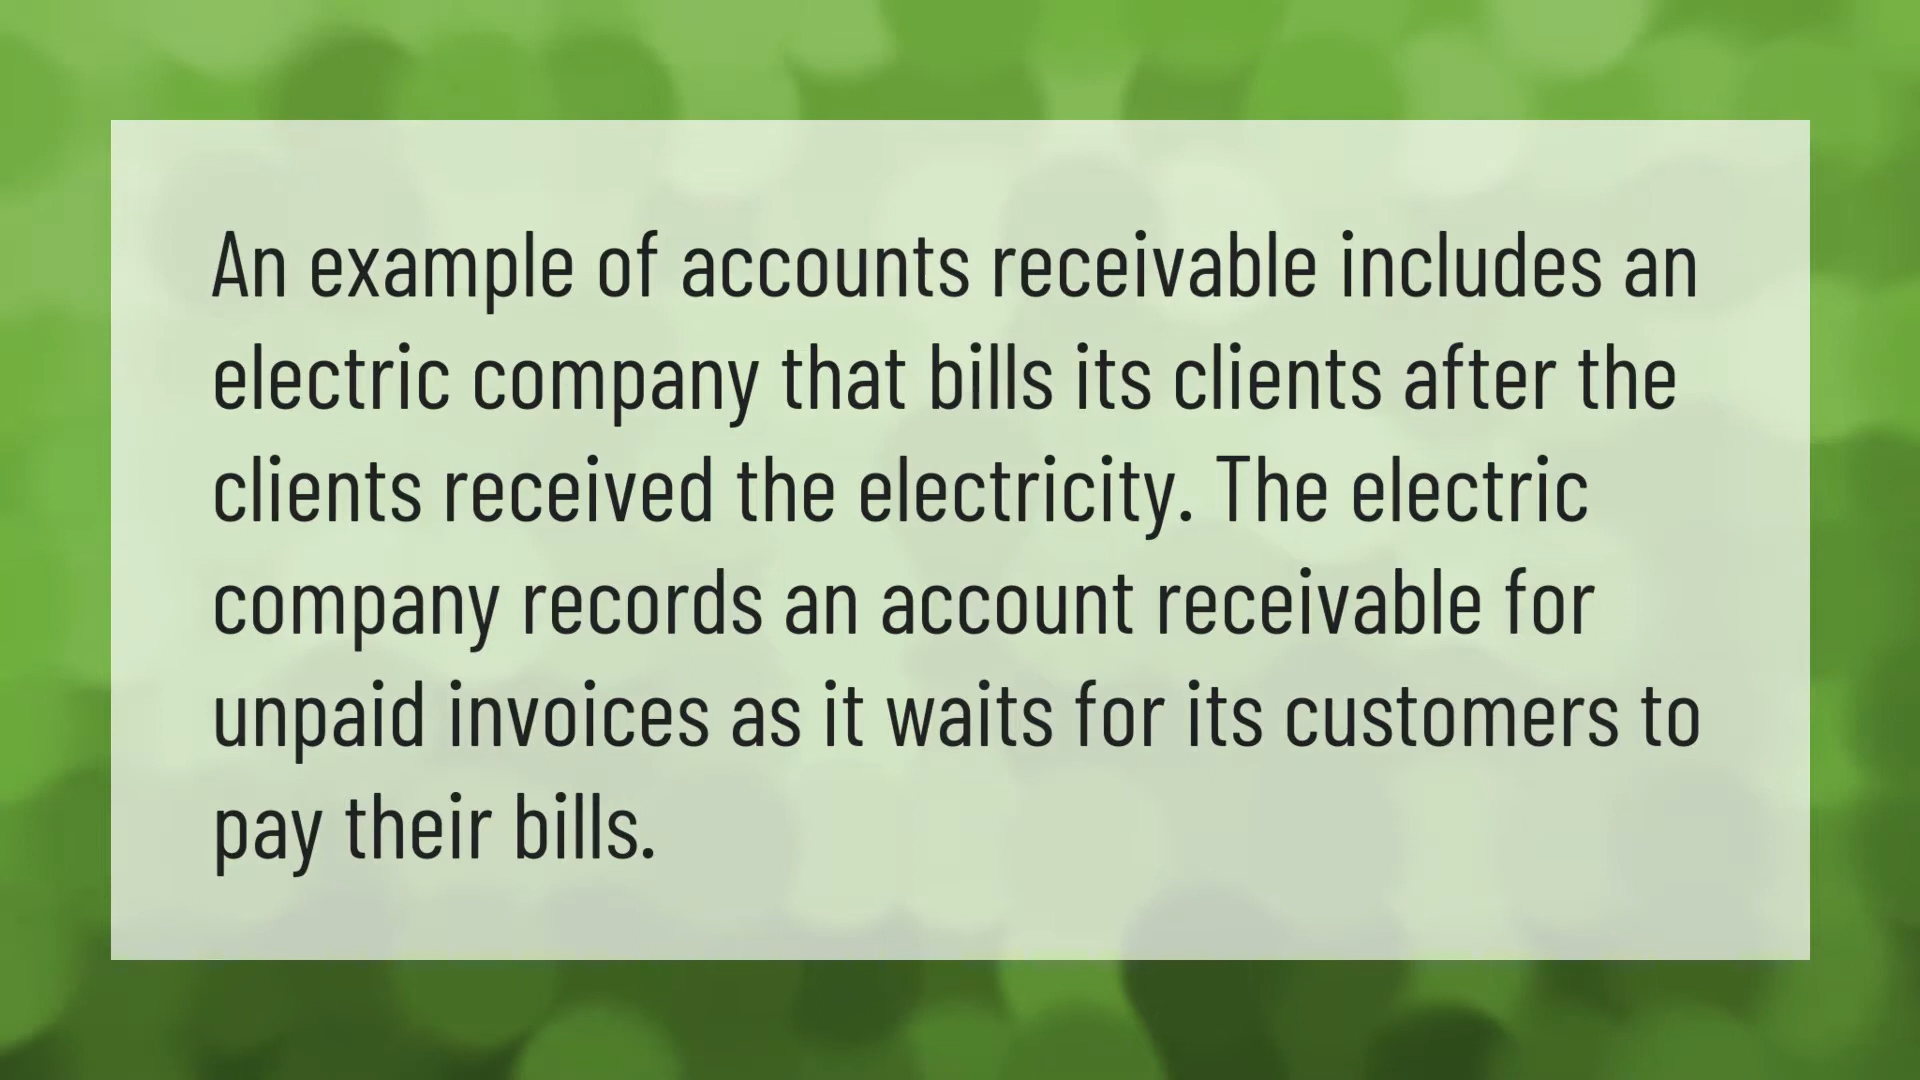 An example of accounts receivable includes an
electric company that bills its clients after the
clients received the electricity. The electric
company records an account receivable for
unpaid invoices as it waits for its customers to
pay their bills.